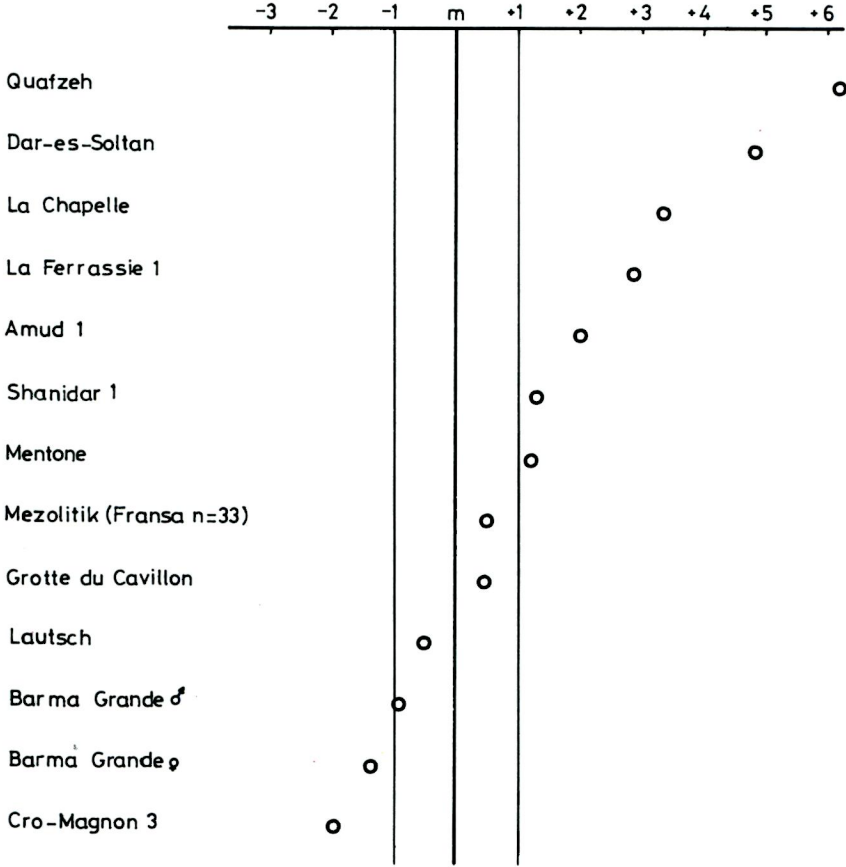 -3 -2 -1 m +1 +2 +3 +4 +5 +6
Quafzeh
Dar-es-Soltan
La Chapelle
La Ferrassie 1
Amud 1
Shanidar 1
Mentone
Mezolitik (Fransa n=33)
Grotte du Cavillon
Lautsch
Barma Grande ♂
Barma Grande ♀
Cro-Magnon 3